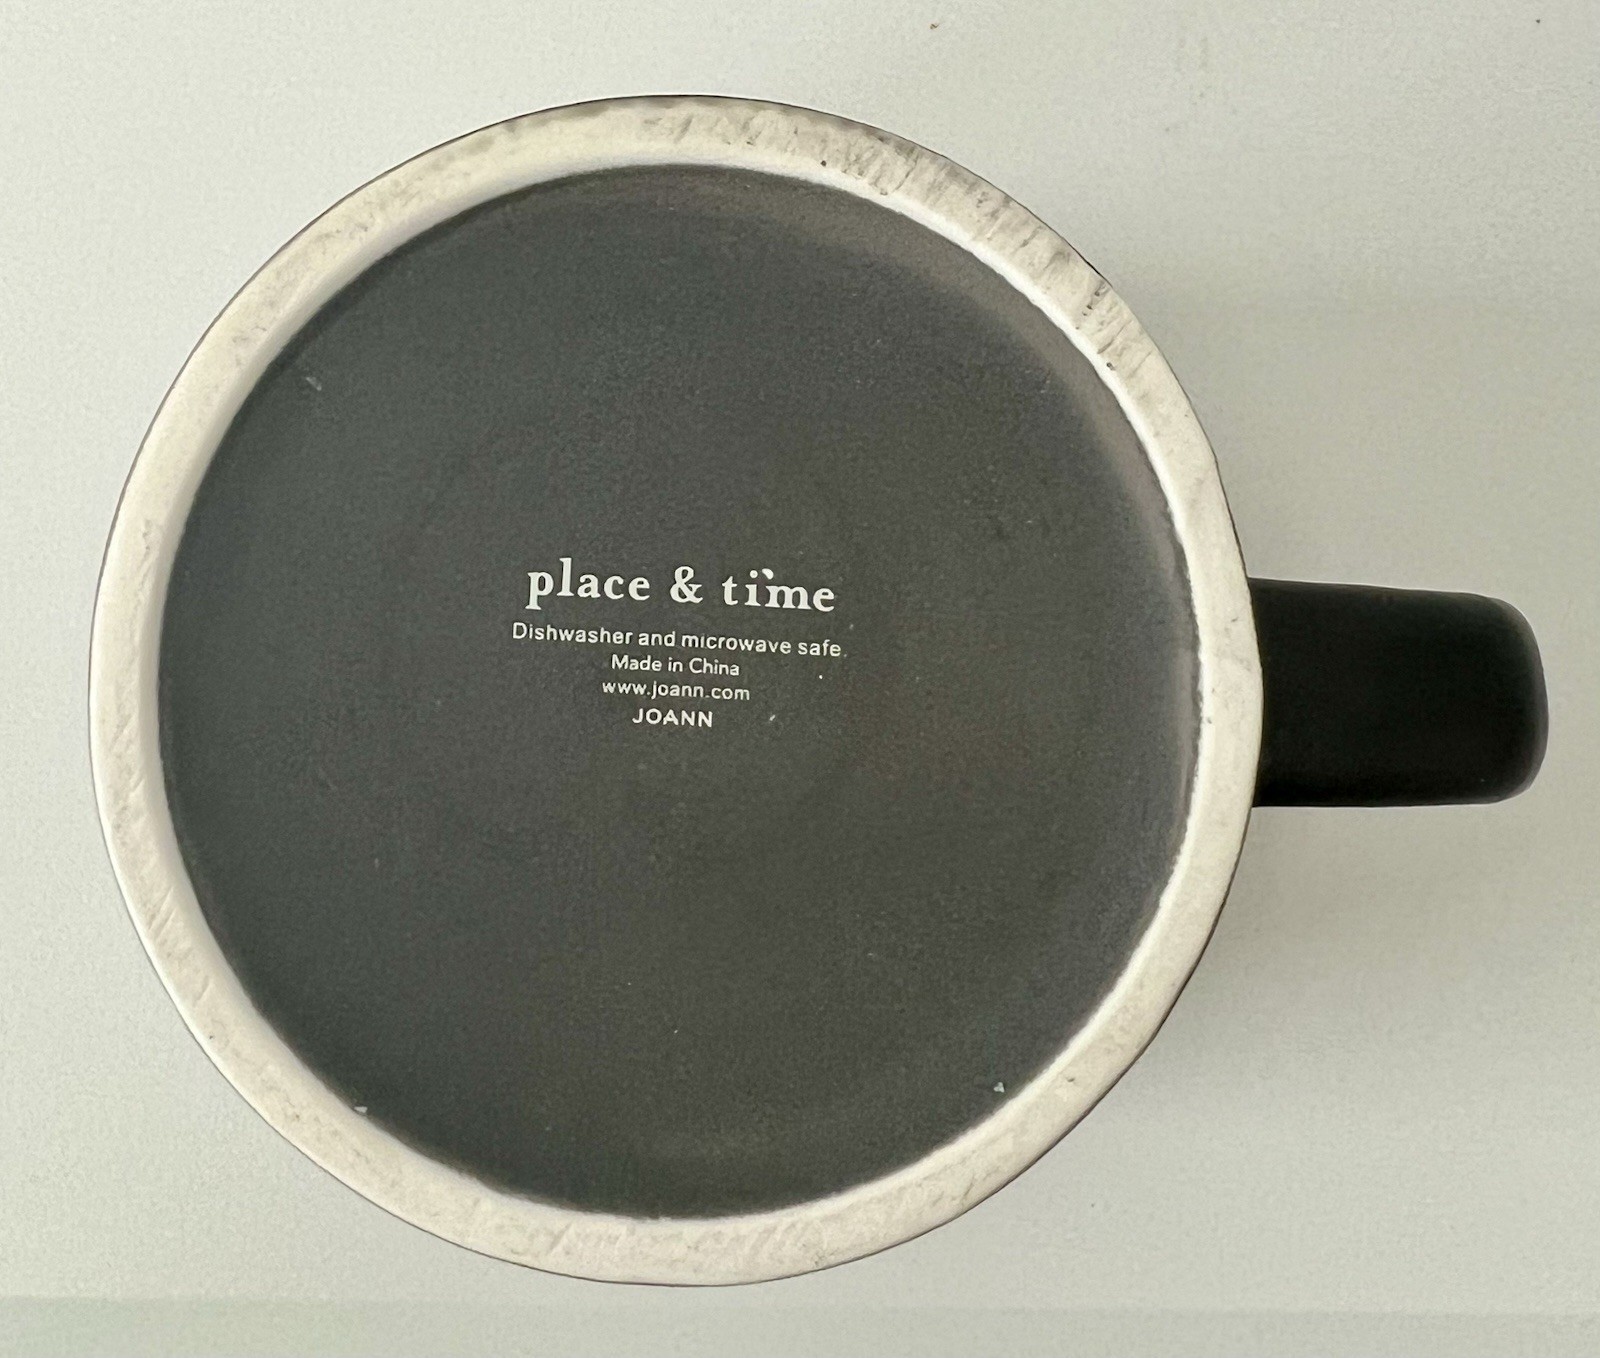 place & time
Dishwasher and microwave safe.
Made in China
www.joann.com
JOANN